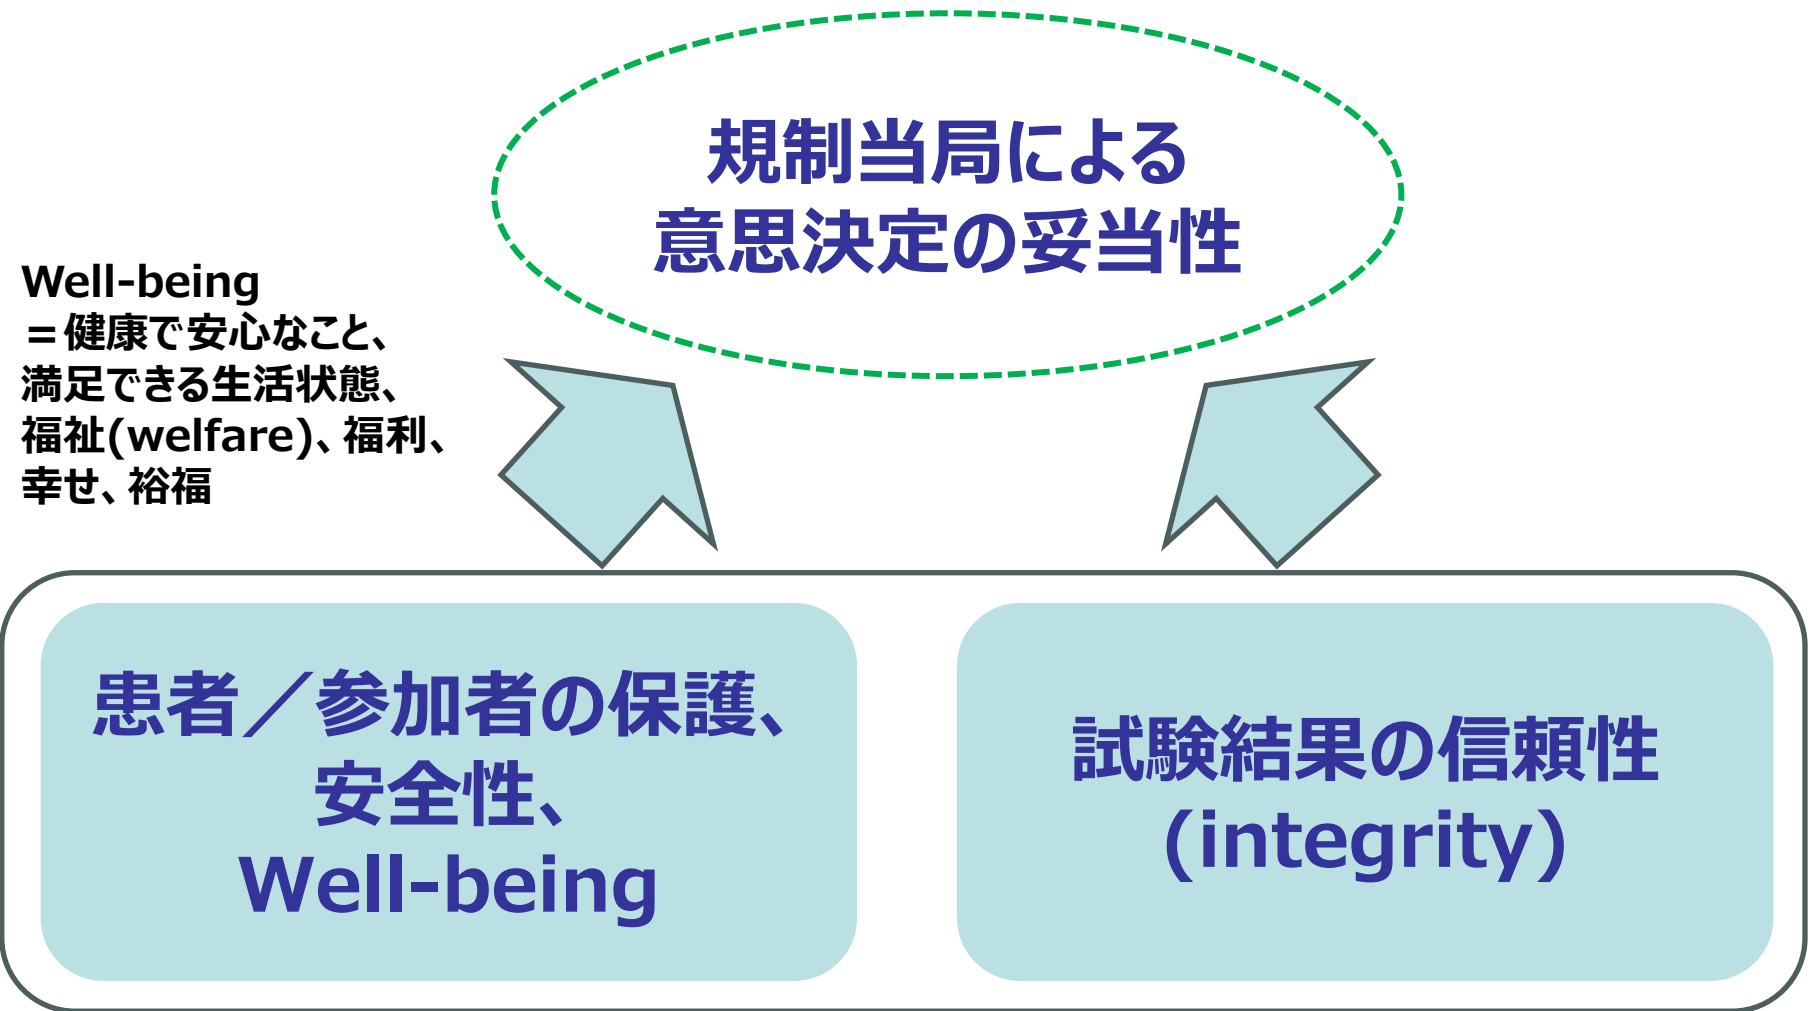 規制当局による
意思決定の妥当性
Well-being
=健康で安心なこと、
満足できる生活状態、
福祉(welfare)、福利、
幸せ、裕福
患者／参加者の保護、
安全性、
Well-being
試験結果の信頼性
(integrity)